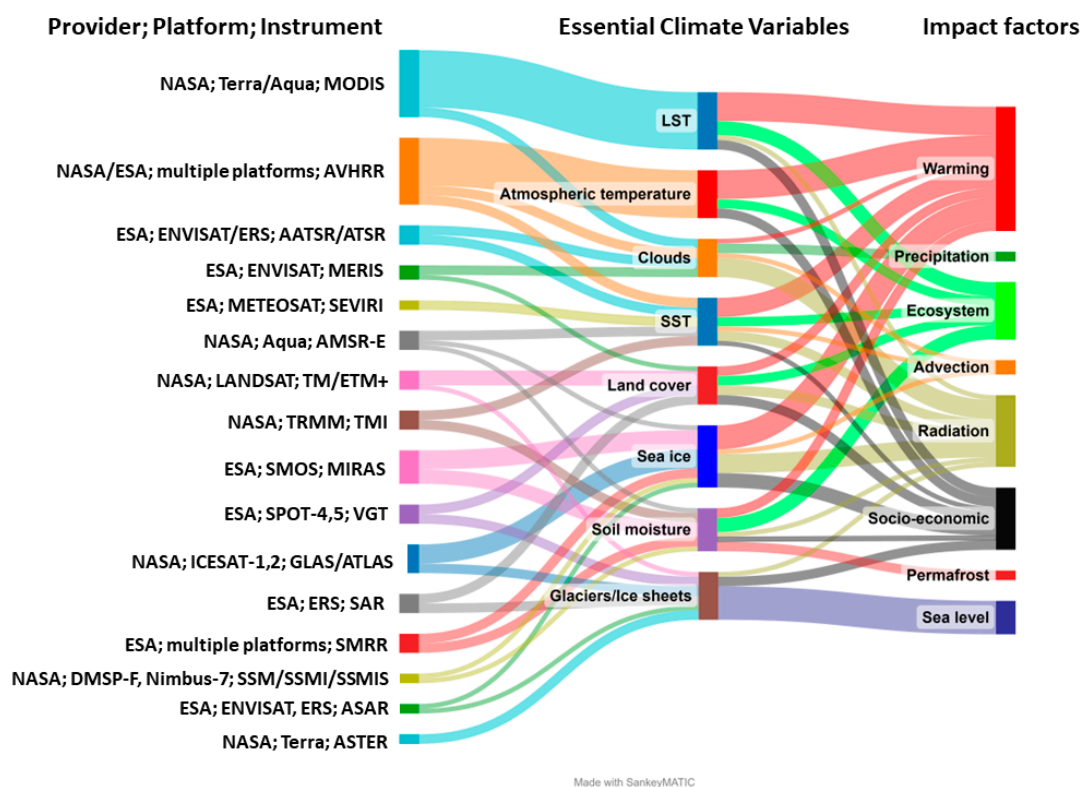 Provider; Platform; Instrument
Essential Climate Variables
Impact factors
NASA; Terra/Aqua; MODIS
NASA/ESA; multiple platforms; AVHRR
ESA; ENVISAT/ERS; AATSR/ATSR
ESA; ENVISAT; MERIS
ESA; METEOSAT; SEVIRI
NASA; Aqua; AMSR-E
NASA; LANDSAT; TM/ETM+
NASA; TRMM; TMI
ESA; SMOS; MIRAS
ESA; SPOT-4,5; VGT
NASA; ICESAT-1,2; GLAS/ATLAS
ESA; ERS; SAR
ESA; multiple platforms; SMRR
NASA; DMSP-F, Nimbus-7; SSM/SSMI/SSMIS
ESA; ENVISAT, ERS; ASAR
NASA; Terra; ASTER
LST
Atmospheric temperature
Clouds
SST
Land cover
Sea ice
Soil moisture
Glaciers/Ice sheets
Warming
Precipitation
Ecosystem
Advection
Radiation
Socio-economic
Permafrost
Sea level
Made with SankeyMATIC